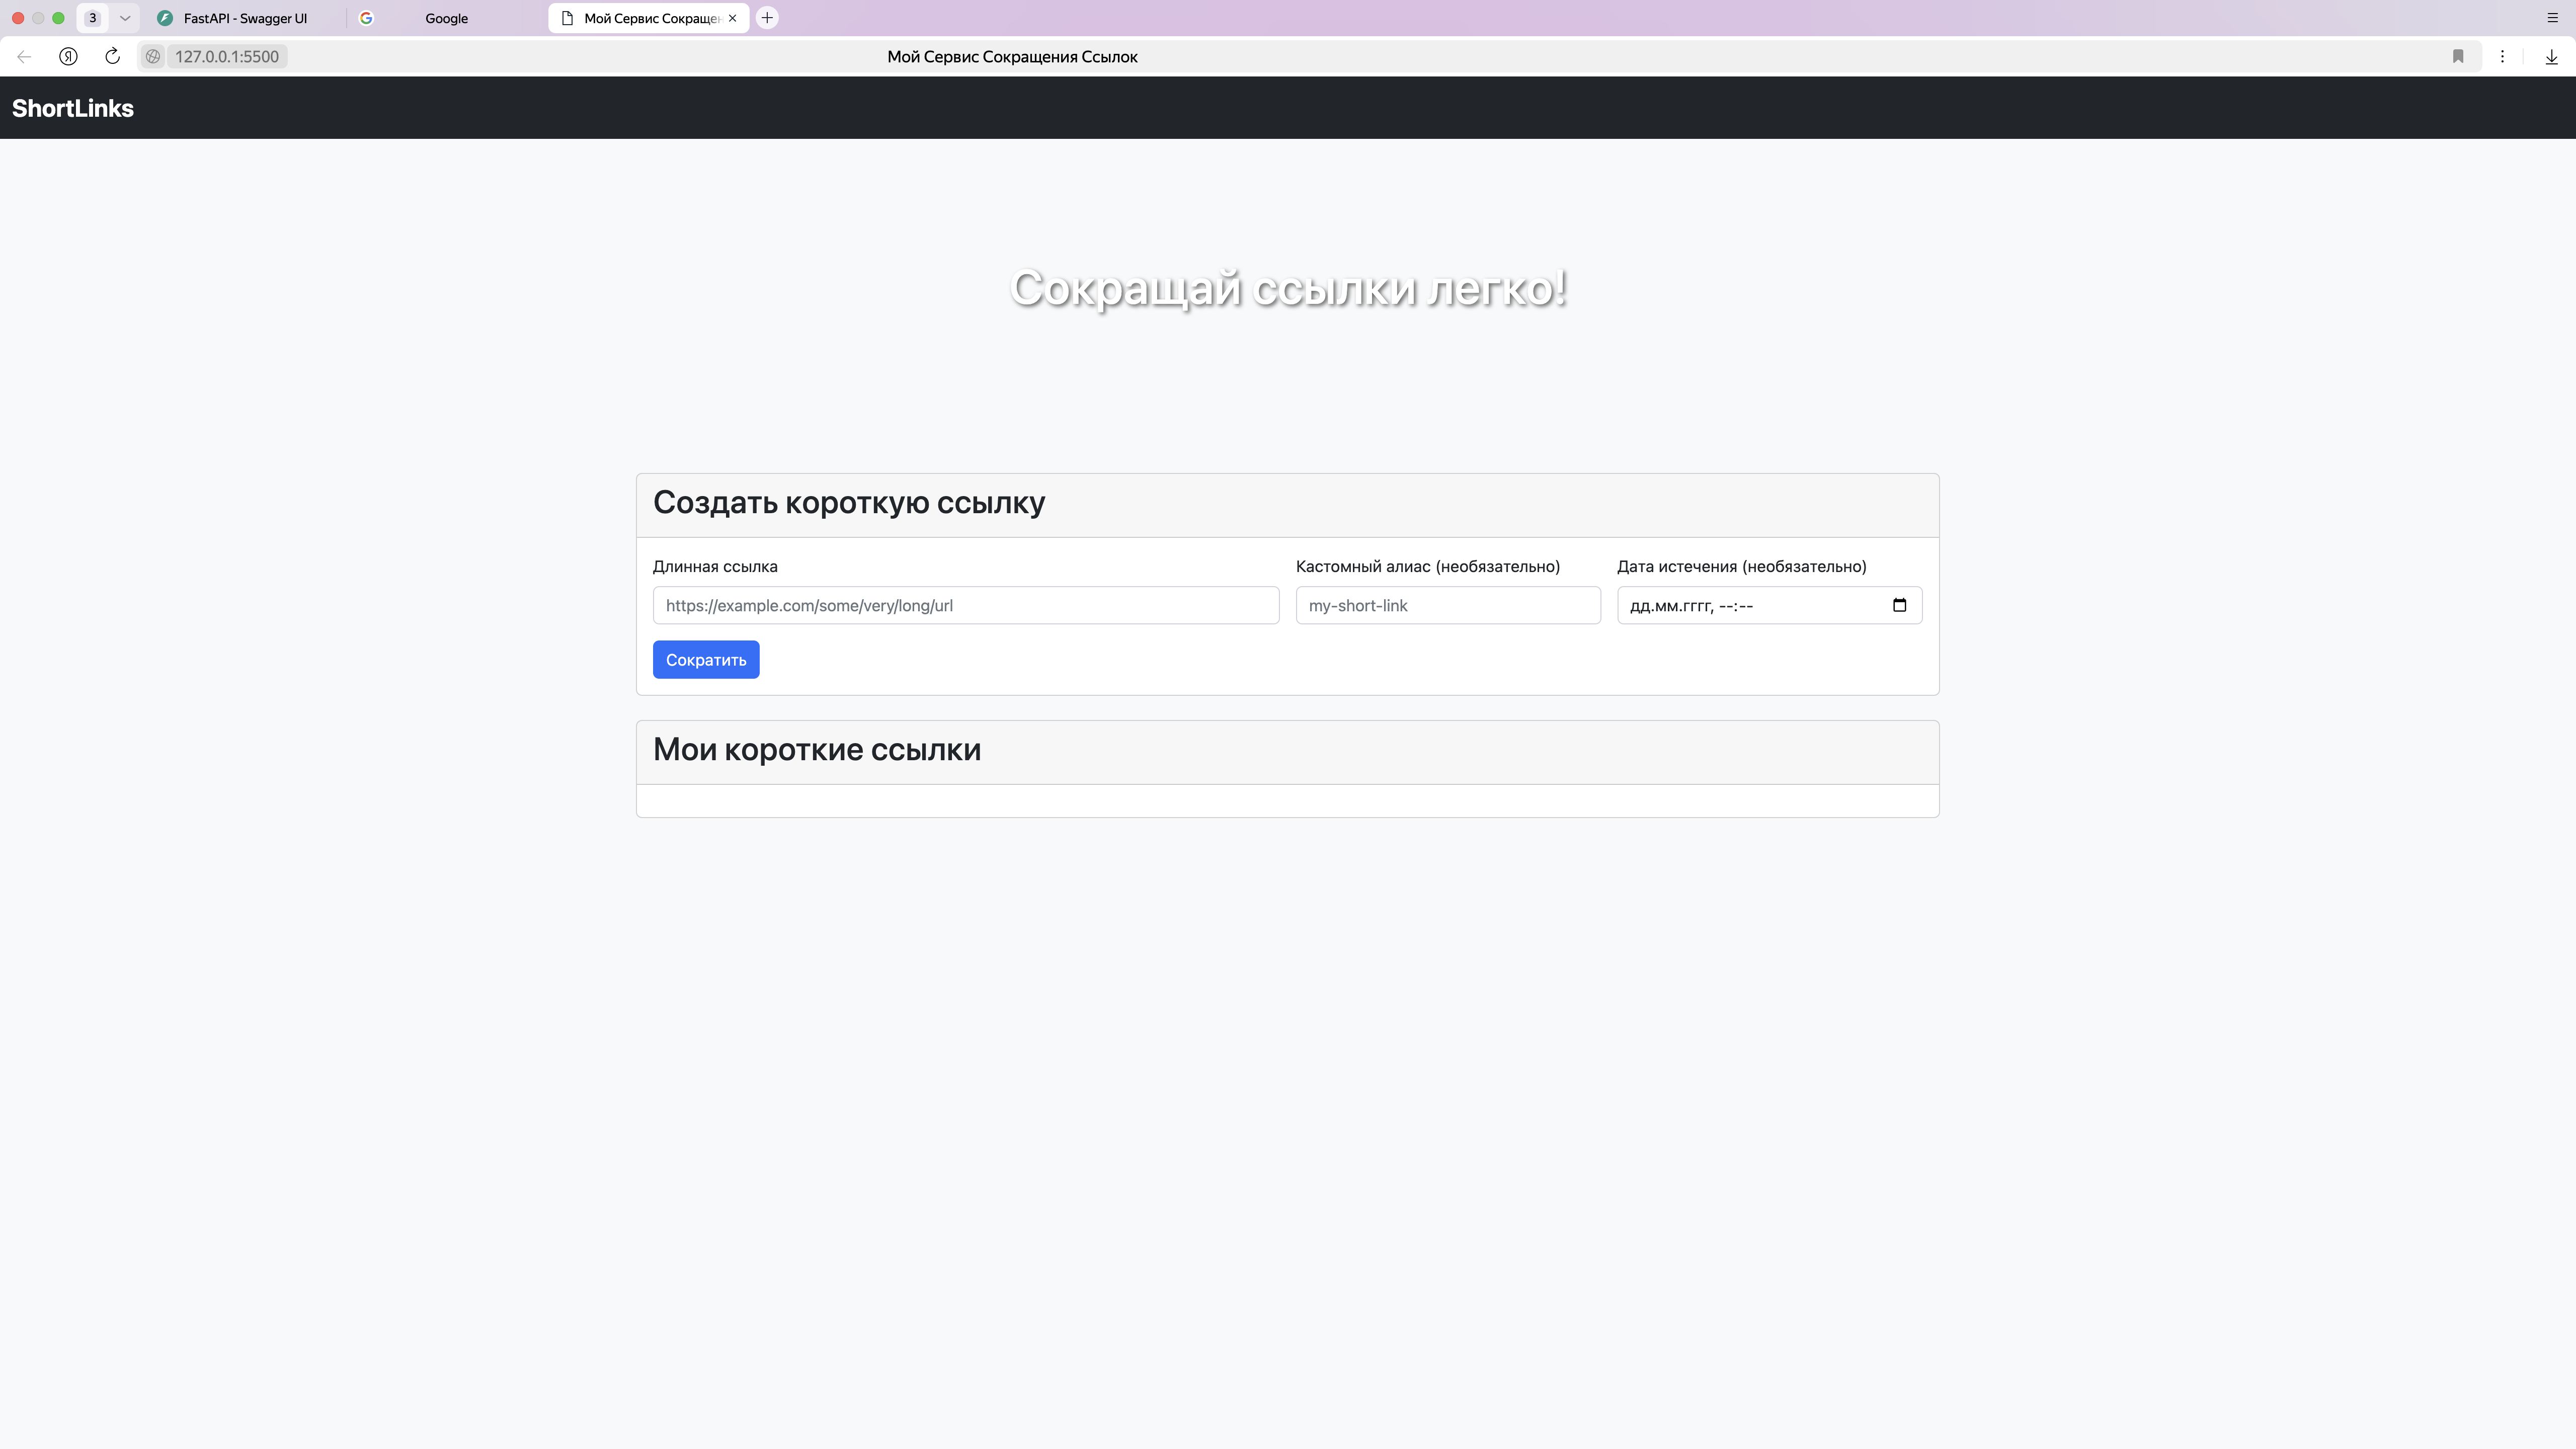 3
FastAPI - Swagger UI
Google
Мой Сервис Сокращен
Я
127.0.0.1:5500
Мой Сервис Сокращения Ссылок
ShortLinks
Сокращай ссылки легко!
Создать короткую ссылку
Длинная ссылка
Кастомный алиас (необязательно)
Дата истечения (необязательно)
https://example.com/some/very/long/url
my-short-link
дд.мм.гггг, --:--
Сократить
Мои короткие ссылки